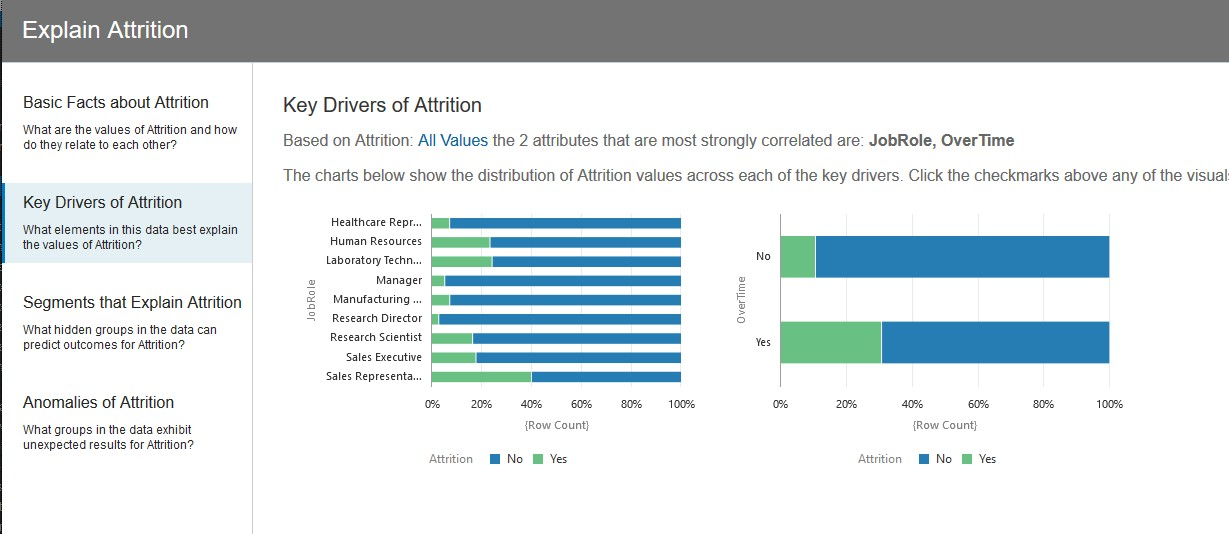 Explain Attrition
Basic Facts about Attrition
What are the values of Attrition and how
do they relate to each other?
Key Drivers of Attrition
What elements in this data best explain
the values of Attrition?
Segments that Explain Attrition
What hidden groups in the data can
predict outcomes for Attrition?
Anomalies of Attrition
What groups in the data exhibit
unexpected results for Attrition?
Key Drivers of Attrition
Based on Attrition: All Values the 2 attributes that are most strongly correlated are: JobRole, OverTime
The charts below show the distribution of Attrition values across each of the key drivers. Click the checkmarks above any of the visual
JobRole
Healthcare Repr...
Human Resources
Laboratory Techn...
Manager
Manufacturing ...
Research Director
Research Scientist
Sales Executive
Sales Representa...
0% 20% 40% 60% 80% 100%
{Row Count}
Attrition No Yes
OverTime
No
Yes
0% 20% 40% 60% 80% 100%
{Row Count}
Attrition No Yes